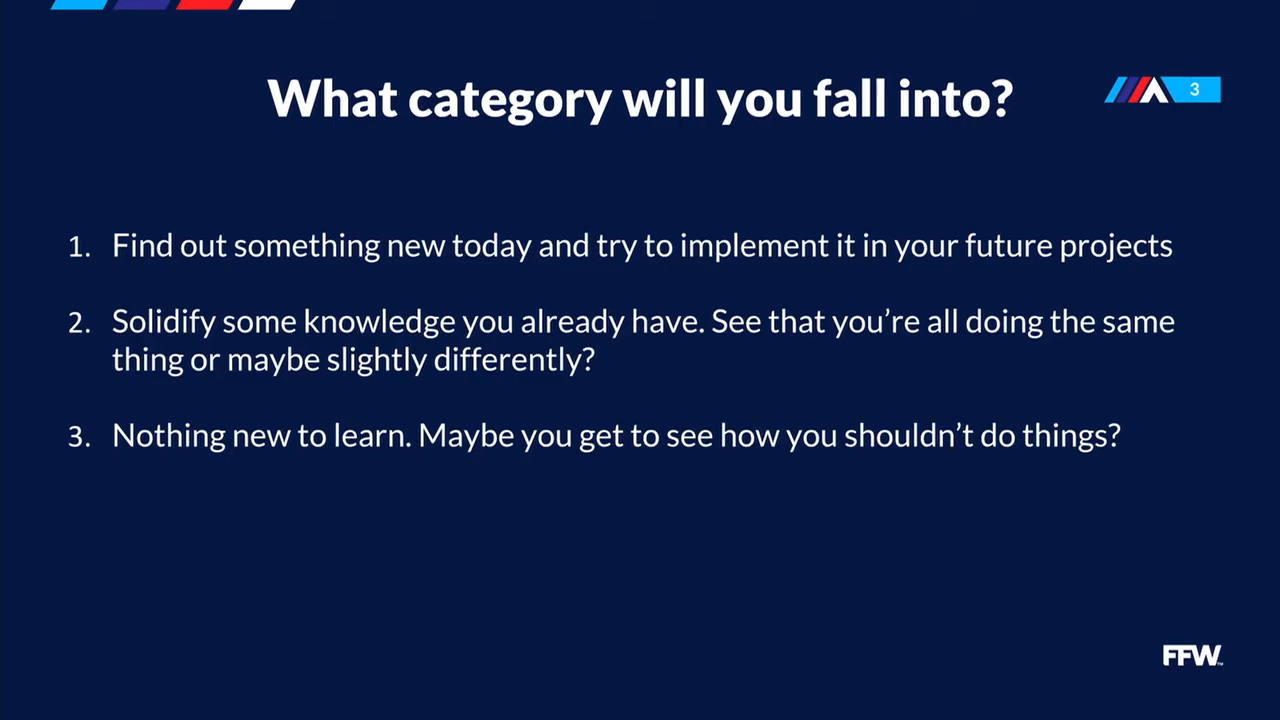 What category will you fall into?
3
1. Find out something new today and try to implement it in your future projects
2. Solidify some knowledge you already have. See that you’re all doing the same
thing or maybe slightly differently?
3. Nothing new to learn. Maybe you get to see how you shouldn’t do things?
FFW™